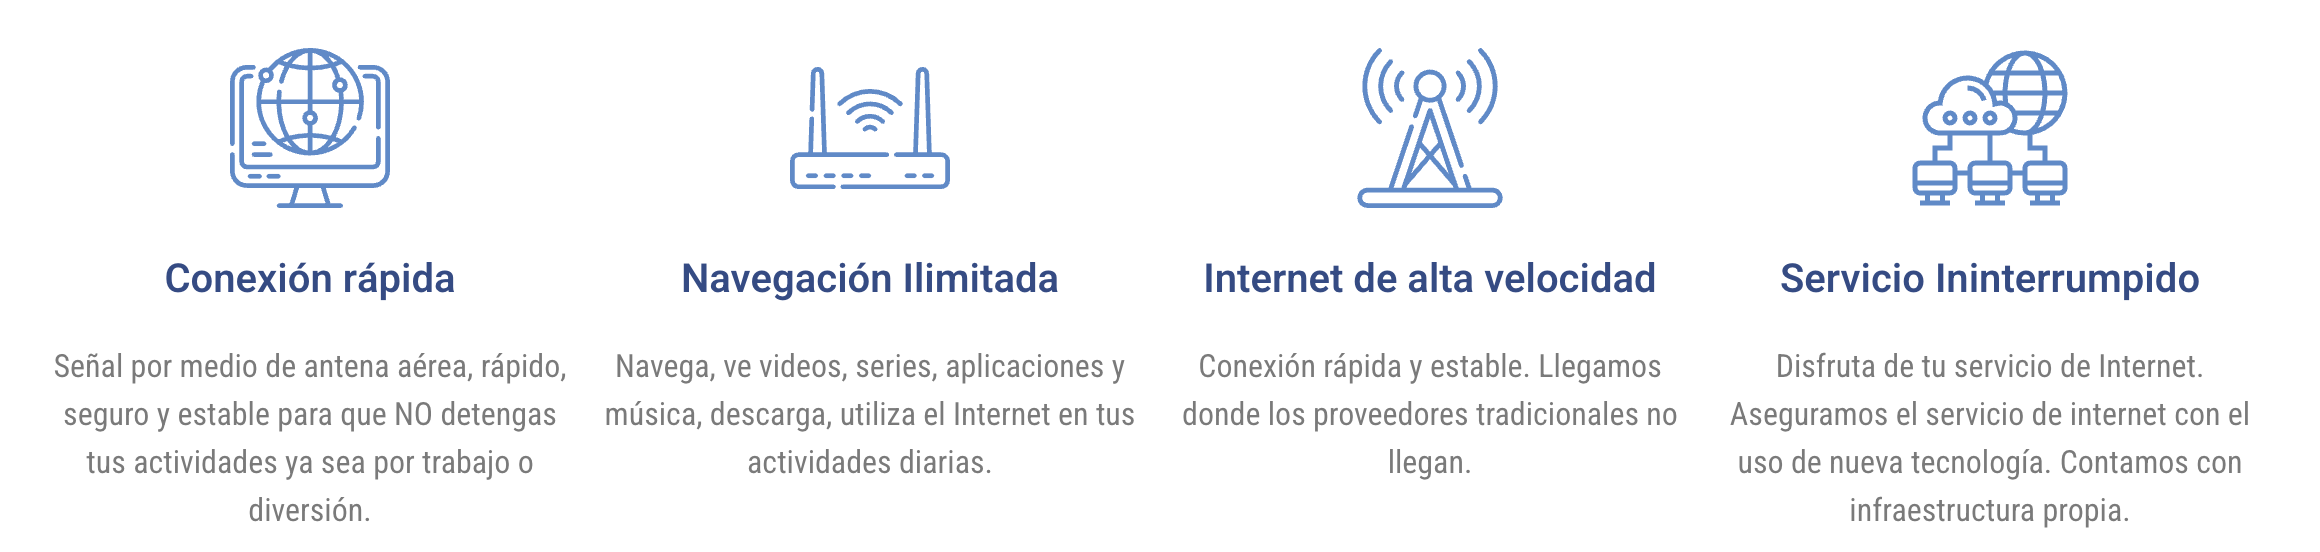 Conexión rápida
Señal por medio de antena aérea, rápido,
seguro y estable para que NO detengas
tus actividades ya sea por trabajo o
diversión.
Navegación Ilimitada
Navega, ve videos, series, aplicaciones y
música, descarga, utiliza el Internet en tus
actividades diarias.
Internet de alta velocidad
Conexión rápida y estable. Llegamos
donde los proveedores tradicionales no
llegan.
Servicio Ininterrumpido
Disfruta de tu servicio de Internet.
Aseguramos el servicio de internet con el
uso de nueva tecnología. Contamos con
infraestructura propia.